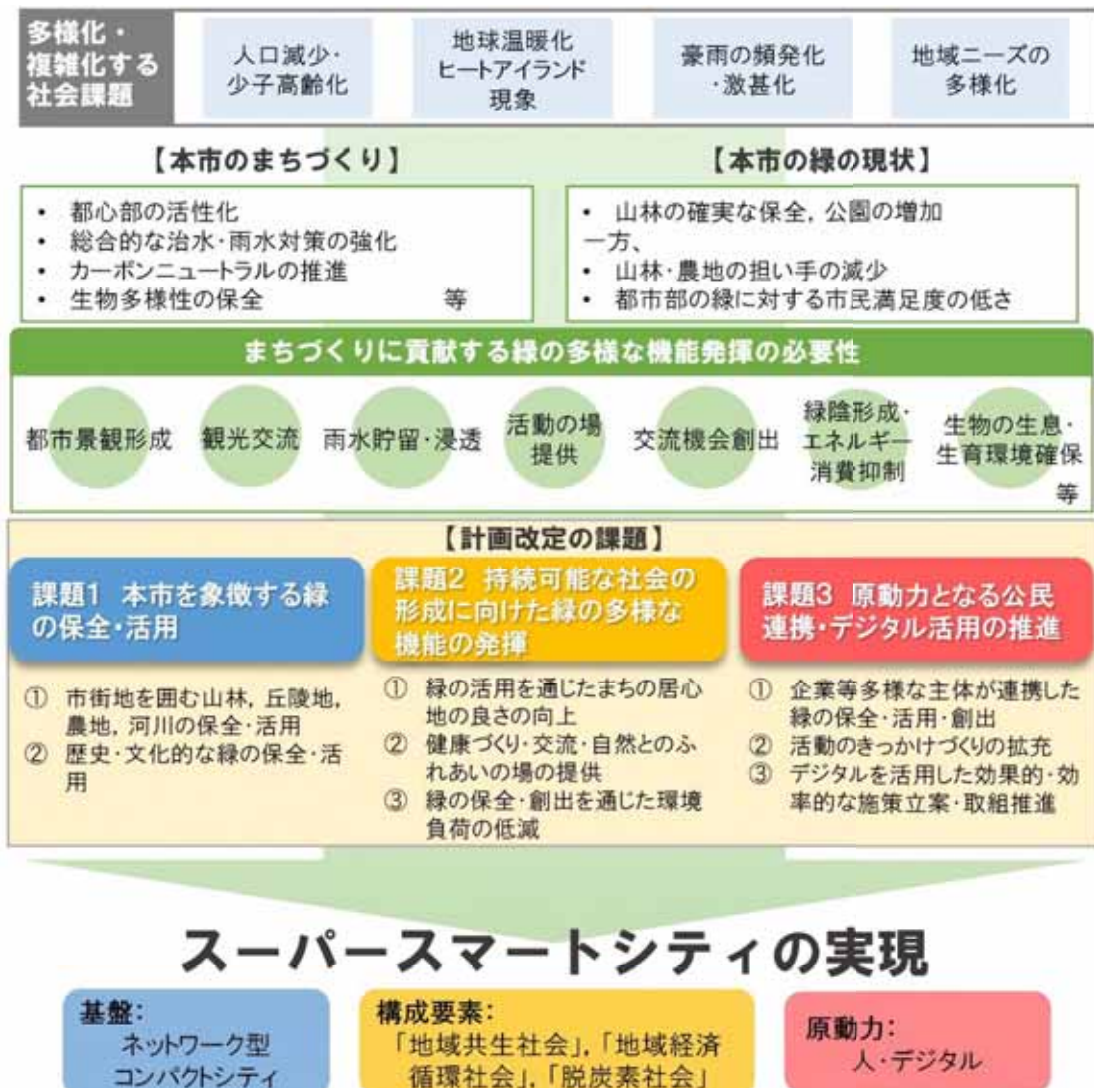 多様化・
複雑化する
社会課題
人口減少・
少子高齢化
地球温暖化
ヒートアイランド
現象
豪雨の頻発化
・激甚化
地域ニーズの
多様化
【本市のまちづくり】
• 都心部の活性化
• 総合的な治水・雨水対策の強化
• カーボンニュートラルの推進
• 生物多様性の保全 等
【本市の緑の現状】
• 山林の確実な保全，公園の増加
一方、
• 山林・農地の担い手の減少
• 都市部の緑に対する市民満足度の低さ
まちづくりに貢献する緑の多様な機能発揮の必要性
都市景観形成
観光交流
雨水貯留・浸透
活動の場
提供
交流機会創出
緑陰形成・
エネルギー
消費抑制
生物の生息・
生育環境確保
等
【計画改定の課題】
課題1 本市を象徴する緑
の保全・活用
① 市街地を囲む山林，丘陵地，
農地，河川の保全・活用
② 歴史・文化的な緑の保全・活
用
課題2 持続可能な社会の
形成に向けた緑の多様な
機能の発揮
① 緑の活用を通じたまちの居心
地の良さの向上
② 健康づくり・交流・自然とのふ
れあいの場の提供
③ 緑の保全・創出を通じた環境
負荷の低減
課題3 原動力となる公民
連携・デジタル活用の推進
① 企業等多様な主体が連携した
緑の保全・活用・創出
② 活動のきっかけづくりの拡充
③ デジタルを活用した効果的・効
率的な施策立案・取組推進
スーパースマートシティの実現
基盤：
ネットワーク型
コンパクトシティ
構成要素：
「地域共生社会」，「地域経済
循環社会」，「脱炭素社会」
原動力：
人・デジタル